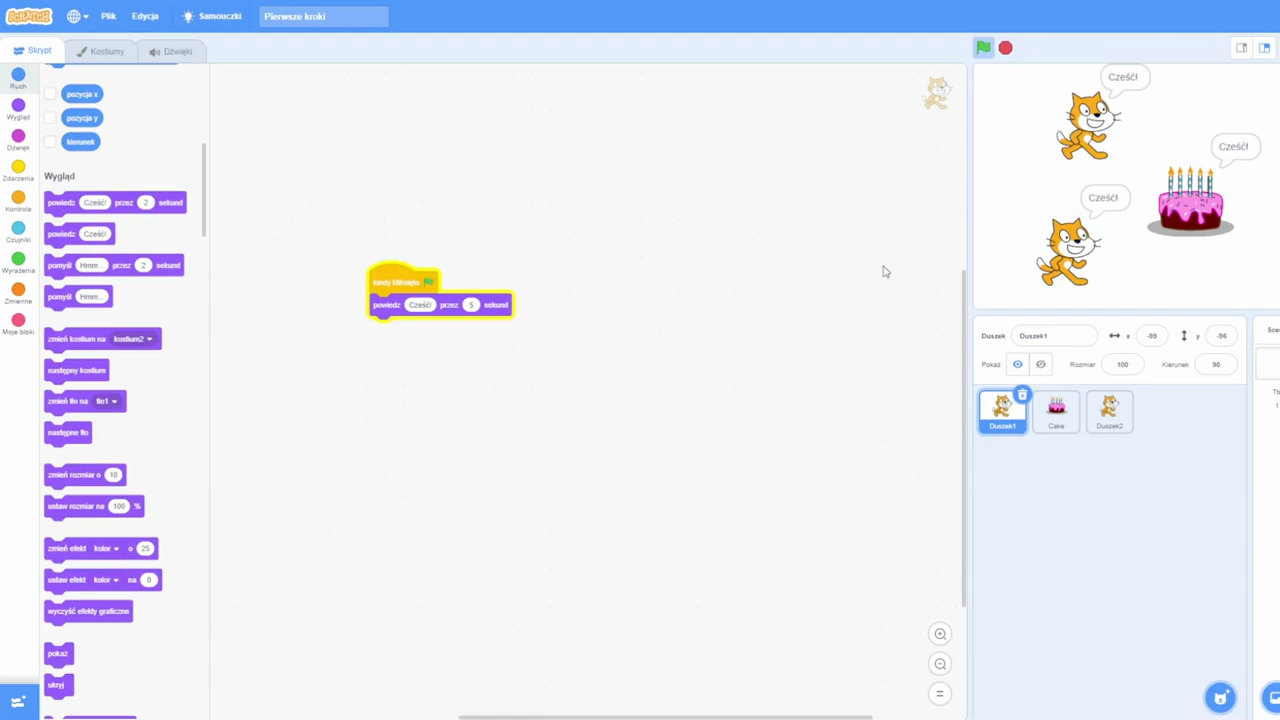 SCRATCH
Plik
Edycja
Samouczki
Pierwsze kroki
Skrypt
Kostiumy
Dźwięki
Ruch
Wygląd
Dźwięk
Zdarzenia
Kontrola
Czujniki
Wyrażenia
Zmienne
Moje bloki
pozycja x
pozycja y
kierunek
Wygląd
powiedz Cześć! przez 2 sekund
powiedz Cześć!
pomyśl Hmm... przez 2 sekund
pomyśl Hmm...
zmień kostium na kostium2
następny kostium
zmień tło na tło1
następne tło
zmień rozmiar o 10
ustaw rozmiar na 100 %
zmień efekt kolor o 25
ustaw efekt kolor na 0
wyczyść efekty graficzne
pokaż
ukryj
kiedy kliknięto
powiedz Cześć! przez 5 sekund
Cześć!
Cześć!
Cześć!
Duszek Duszek1 x -99 y -96
Pokaż Rozmiar 100 Kierunek 90
Duszek1
Cake
Duszek2
Sce
1